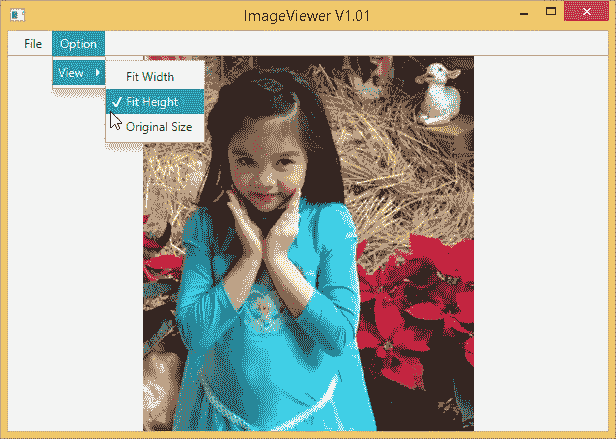 ImageViewer V1.01
File Option
View
Fit Width
Fit Height
Original Size